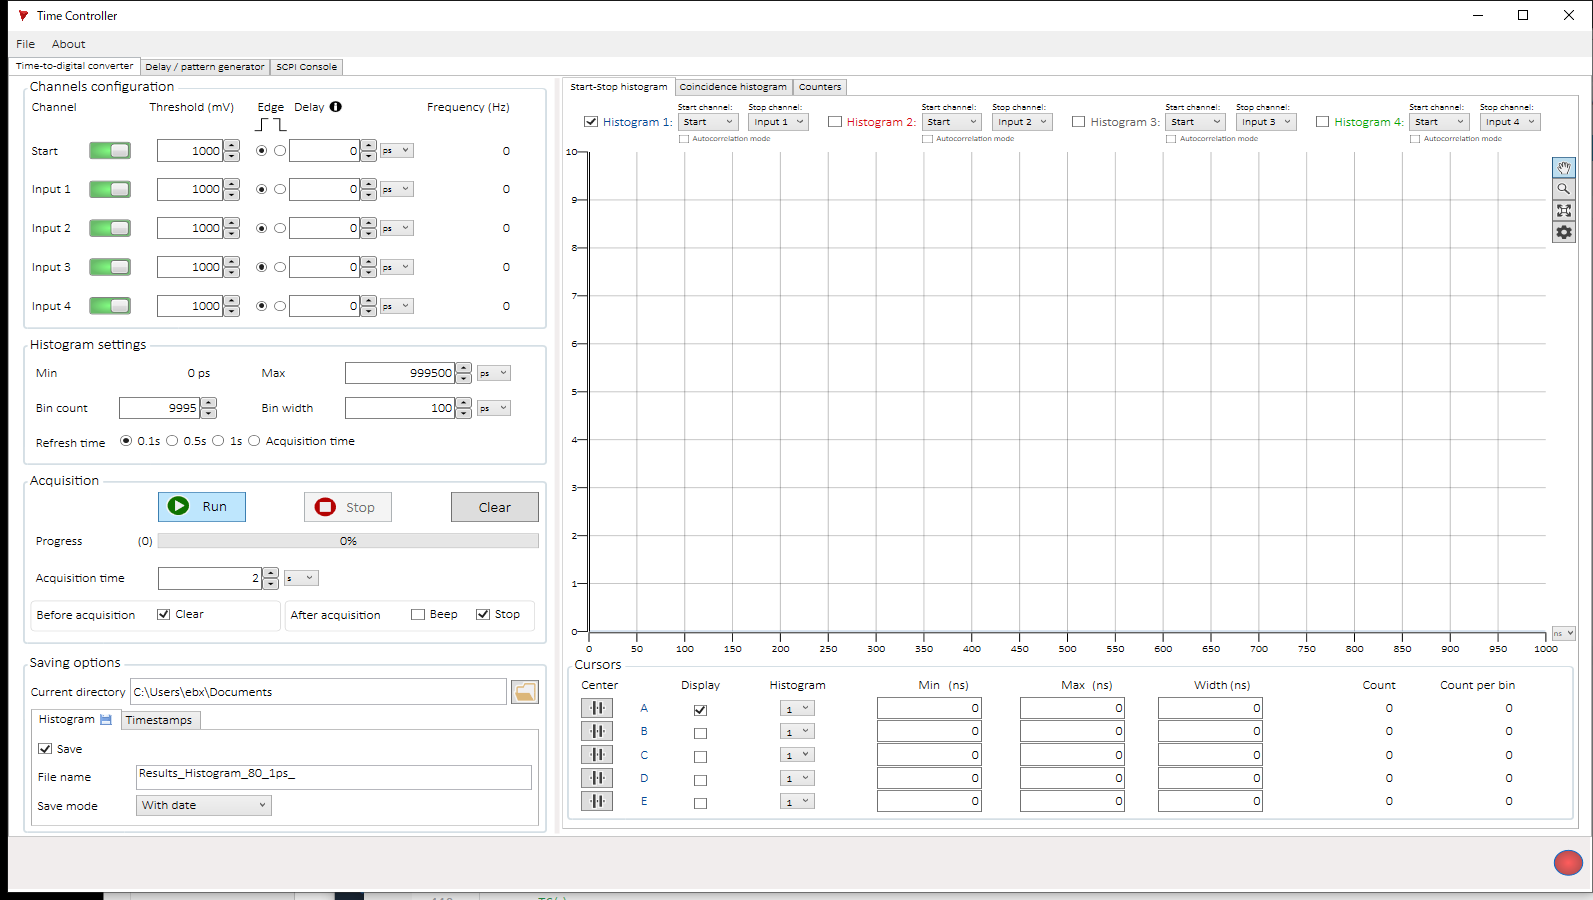 Time Controller
File About
Time-to-digital converter Delay / pattern generator SCPI Console
Channels configuration
Channel Threshold (mV) Edge Delay Frequency (Hz)
Start 1000 0 ps 0
Input 1 1000 0 ps 0
Input 2 1000 0 ps 0
Input 3 1000 0 ps 0
Input 4 1000 0 ps 0
Histogram settings
Min 0 ps Max 999500 ps
Bin count 9995 Bin width 100 ps
Refresh time 0.1s 0.5s 1s Acquisition time
Acquisition
Run Stop Clear
Progress (0) 0%
Acquisition time 2 s
Before acquisition Clear After acquisition Beep Stop
Saving options
Current directory C:\Users\ebx\Documents
Histogram Timestamps
Save
File name Results_Histogram_80_1ps_
Save mode With date
Start-Stop histogram Coincidence histogram Counters
Start channel: Stop channel: Start channel: Stop channel: Start channel: Stop channel: Start channel: Stop channel:
Histogram 1: Start Input 1 Histogram 2: Start Input 2 Histogram 3: Start Input 3 Histogram 4: Start Input 4
Autocorrelation mode Autocorrelation mode Autocorrelation mode Autocorrelation mode
10
9
8
7
6
5
4
3
2
1
0
ns
0 50 100 150 200 250 300 350 400 450 500 550 600 650 700 750 800 850 900 950 1000
Cursors
Center Display Histogram Min (ns) Max (ns) Width (ns) Count Count per bin
A 1 0 0 0 0 0
B 1 0 0 0 0 0
C 1 0 0 0 0 0
D 1 0 0 0 0 0
E 1 0 0 0 0 0